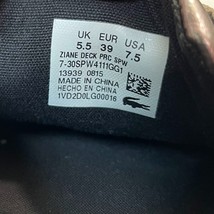 UK EUR USA
5.5 39 7.5
ZIANE DECK PRC SPW
7-30SPW4111GG1
13939 0815
MADE IN CHINA
HECHO EN CHINA
1VD2D0LG00016